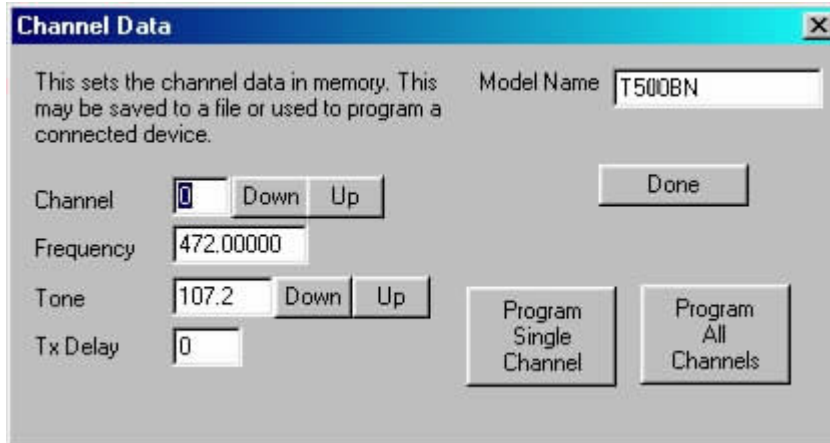 Channel Data
This sets the channel data in memory. This
may be saved to a file or used to program a
connected device.
Model Name T500BN
Done
Channel 0 Down Up
Frequency 472.00000
Tone 107.2 Down Up
Tx Delay 0
Program
Single
Channel
Program
All
Channels